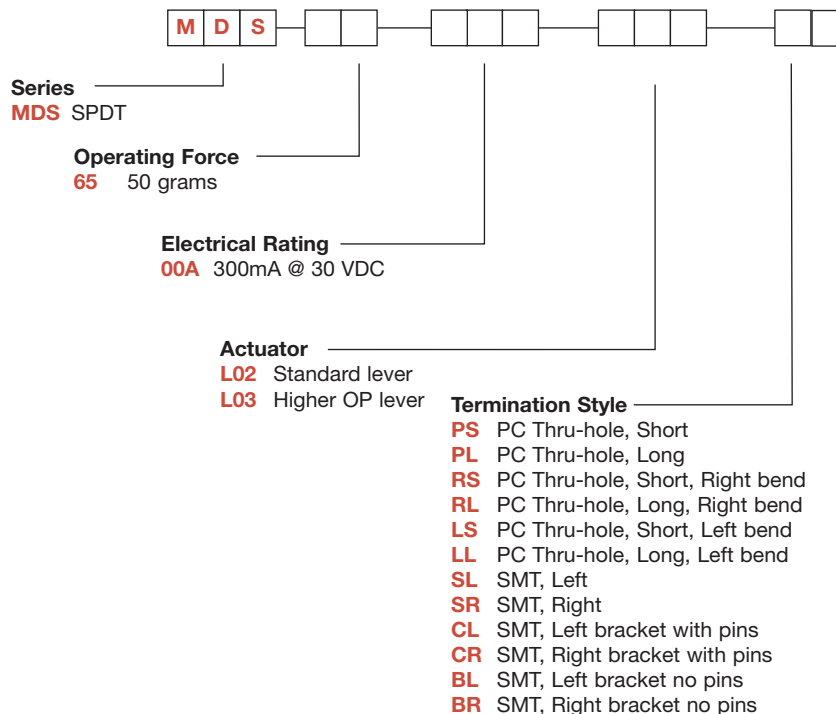 M D S
Series
MDS SPDT
Operating Force
65 50 grams
Electrical Rating
00A 300mA @ 30 VDC
Actuator
L02 Standard lever
L03 Higher OP lever
Termination Style
PS PC Thru-hole, Short
PL PC Thru-hole, Long
RS PC Thru-hole, Short, Right bend
RL PC Thru-hole, Long, Right bend
LS PC Thru-hole, Short, Left bend
LL PC Thru-hole, Long, Left bend
SL SMT, Left
SR SMT, Right
CL SMT, Left bracket with pins
CR SMT, Right bracket with pins
BL SMT, Left bracket no pins
BR SMT, Right bracket no pins